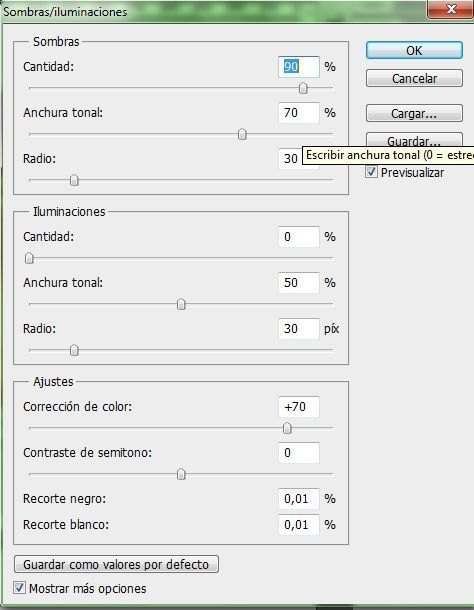 Sombras/iluminaciones
Sombras
Cantidad: 90 %
Anchura tonal: 70 %
Radio: 30
Iluminaciones
Cantidad: 0 %
Anchura tonal: 50 %
Radio: 30 píx
Ajustes
Corrección de color: +70
Contraste de semitono: 0
Recorte negro: 0,01 %
Recorte blanco: 0,01 %
Guardar como valores por defecto
Mostrar más opciones
OK
Cancelar
Cargar...
Guardar...
Escribir anchura tonal (0 = estrec
Previsualizar